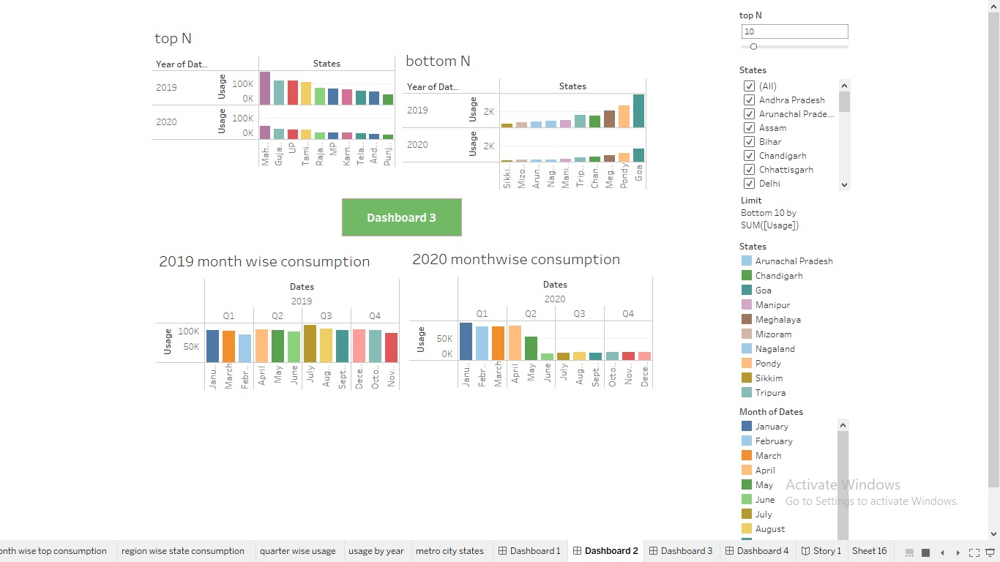 top N
Year of Dat..
States
2019
Usage
100K
0K
2020
Usage
100K
0K
Mah..
Guja..
UP
Tami..
Raja..
MP
Karn..
Tela..
And..
Punj..
bottom N
Year of Dat..
States
2019
Usage
2K
2020
Usage
2K
Sikki..
Mizo..
Arun..
Nag..
Mani..
Trip..
Chan..
Meg..
Pondy
Goa
Dashboard 3
2019 month wise consumption
Dates
2019
Q1 Q2 Q3 Q4
Usage
100K
50K
Janu..
March
Febr..
April
May
June
July
Aug..
Sept..
Dece..
Octo..
Nov..
2020 monthwise consumption
Dates
2020
Q1 Q2 Q3 Q4
Usage
50K
0K
Janu..
Febr..
March
April
May
June
July
Aug..
Sept..
Octo..
Nov..
Dece..
top N
10
States
(All)
Andhra Pradesh
Arunachal Prade...
Assam
Bihar
Chandigarh
Chhattisgarh
Delhi
Limit
Bottom 10 by
SUM([Usage])
States
Arunachal Pradesh
Chandigarh
Goa
Manipur
Meghalaya
Mizoram
Nagaland
Pondy
Sikkim
Tripura
Month of Dates
January
February
March
April
May
June
July
August
Activate Windows
Go to Settings to activate Windows.
onth wise top consumption region wise state consumption quarter wise usage usage by year metro city states Dashboard 1 Dashboard 2 Dashboard 3 Dashboard 4 Story 1 Sheet 16